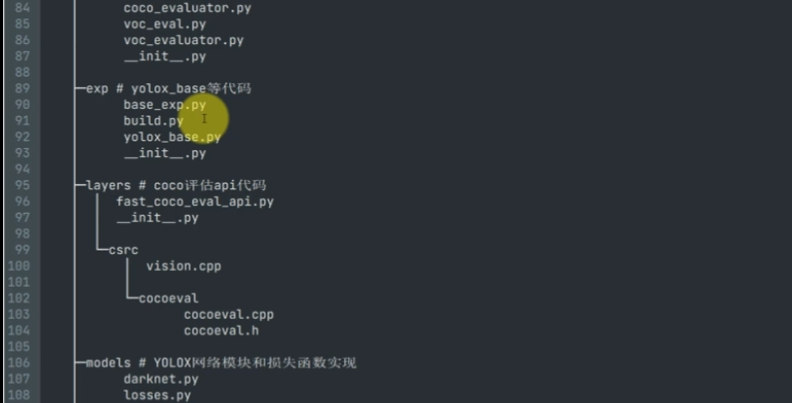 84 coco_evaluator.py
85 voc_eval.py
86 voc_evaluator.py
87 __init__.py
88
89 ├─exp # yolox_base等代码
90 base_exp.py
91 build.py
92 yolox_base.py
93 __init__.py
94
95 ├─layers # coco评估api代码
96 fast_coco_eval_api.py
97 __init__.py
98
99 └─csrc
100 vision.cpp
101
102 └─cocoeval
103 cocoeval.cpp
104 cocoeval.h
105
106 ├─models # YOLOX网络模块和损失函数实现
107 darknet.py
108 losses.py